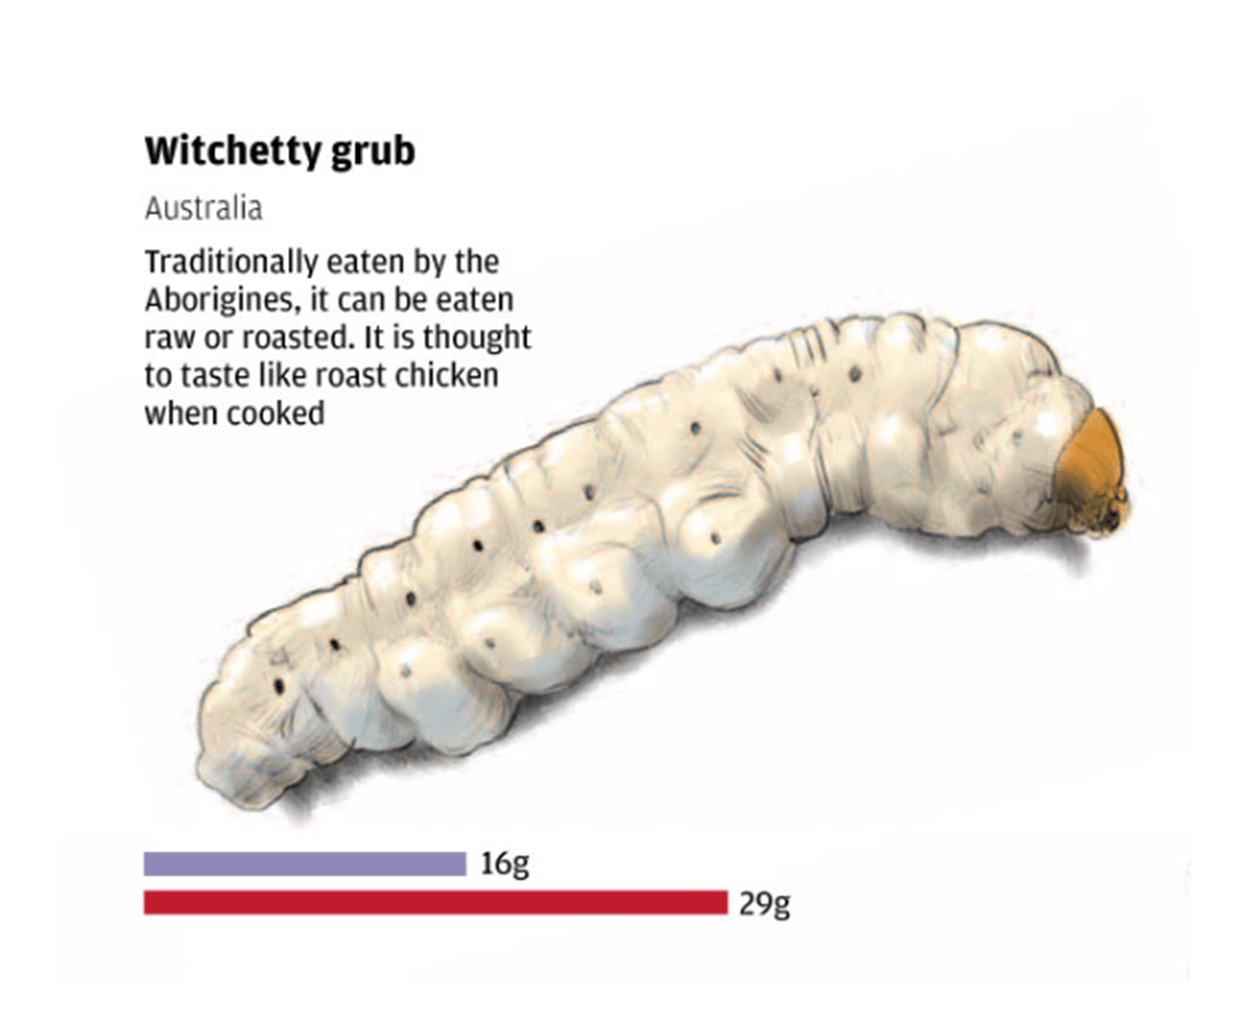 Witchetty grub
Australia
Traditionally eaten by the
Aborigines, it can be eaten
raw or roasted. It is thought
to taste like roast chicken
when cooked
16g
29g